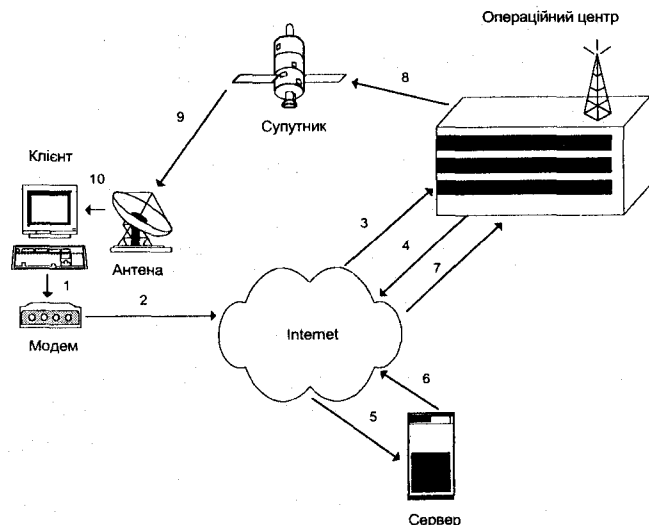 Операційний центр
8
Супутник
9
Клієнт
10
Антена
3
4
7
1
2
Модем
Internet
6
5
Сервер